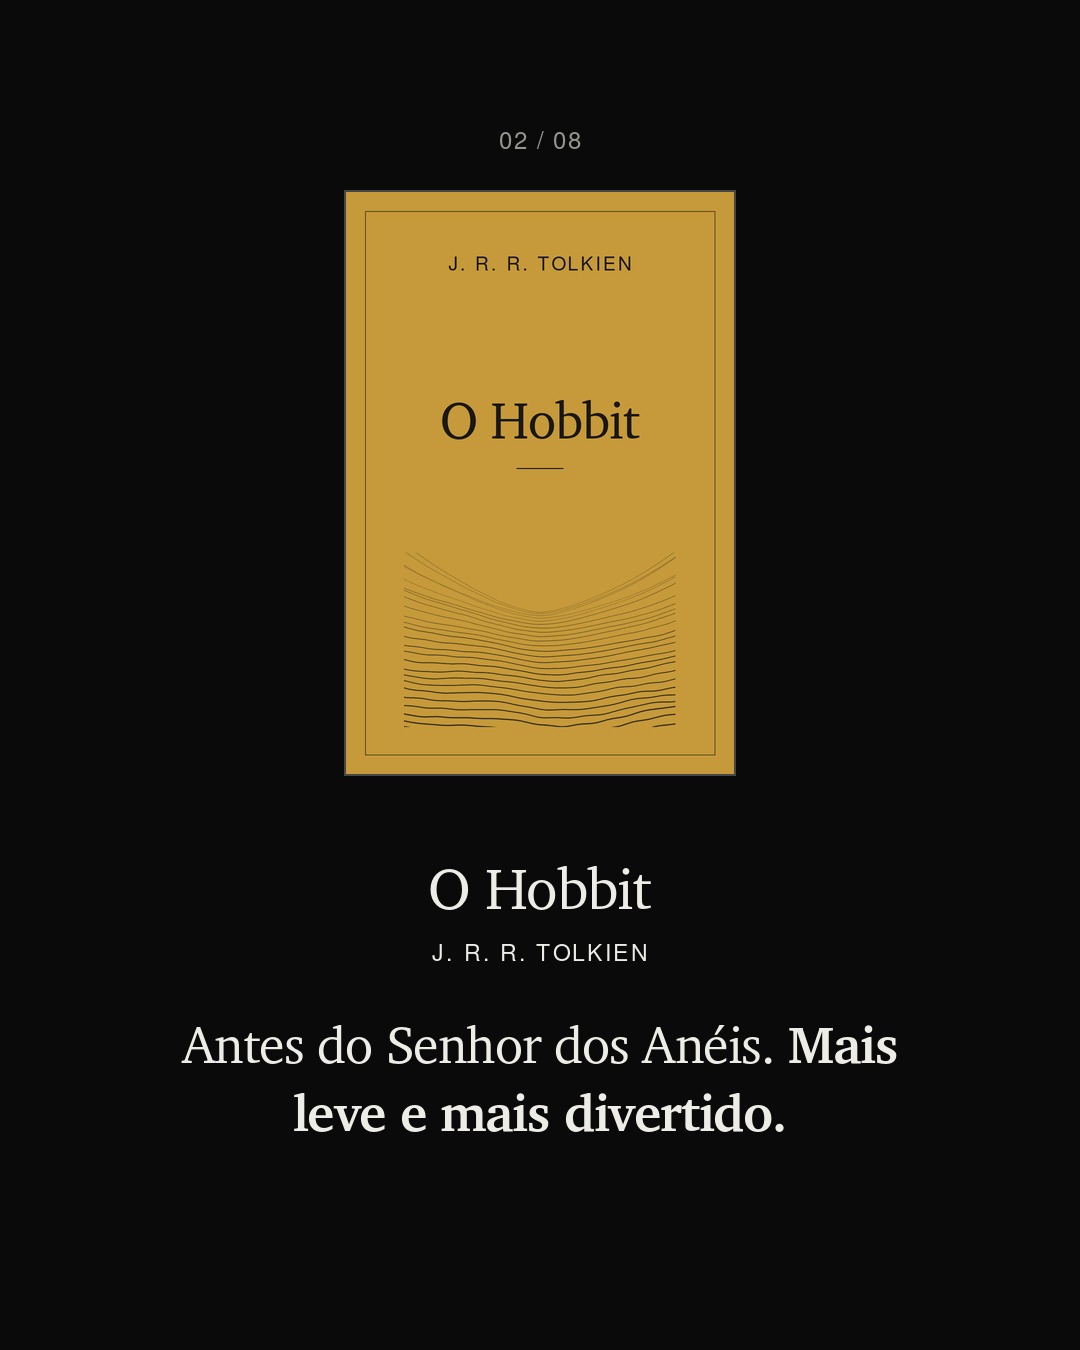 02 / 08
J. R. R. TOLKIEN
O Hobbit
O Hobbit
J. R. R. TOLKIEN
Antes do Senhor dos Anéis. Mais
leve e mais divertido.